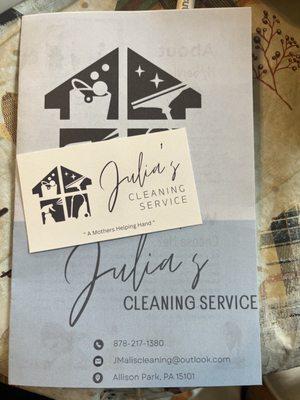 Julia's
CLEANING
SERVICE
" A Mothers Helping Hand "
Julia's
CLEANING SERVICE
878-217-1380
JMaliscleaning@outlook.com
Allison Park, PA 15101